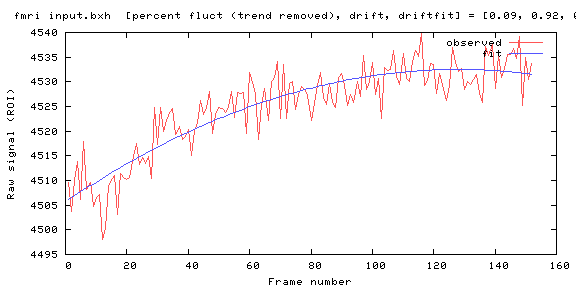 fmri input.bxh [percent fluct (trend removed), drift, driftfit] = [0.09, 0.92, 0
4540
4535
4530
4525
4520
4515
4510
4505
4500
4495
Raw signal (ROI)
observed
fit
0 20 40 60 80 100 120 140 160
Frame number